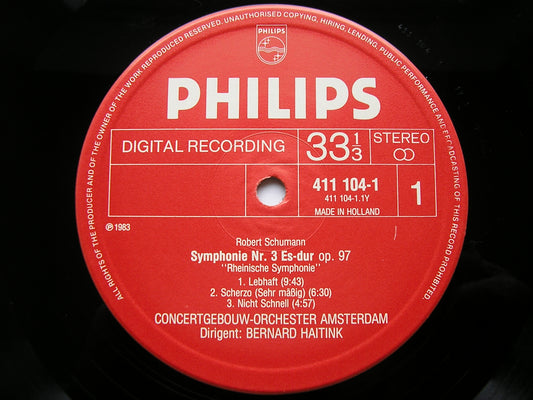 ALL RIGHTS OF THE PRODUCER AND OF THE OWNER OF THE WORK REPRODUCED RESERVED. UNAUTHORISED COPYING, HIRING, LENDING, PUBLIC PERFORMANCE AND BROADCASTING OF THIS RECORD PROHIBITED.
PHILIPS
PHILIPS
DIGITAL RECORDING
33 1/3
STEREO
411 104-1
411 104-1.1Y
MADE IN HOLLAND
1
℗ 1983
Robert Schumann
Symphonie Nr. 3 Es-dur op. 97
"Rheinische Symphonie"
1. Lebhaft (9:43)
2. Scherzo (Sehr mäßig) (6:30)
3. Nicht Schnell (4:57)
CONCERTGEBOUW-ORCHESTER AMSTERDAM
Dirigent: BERNARD HAITINK